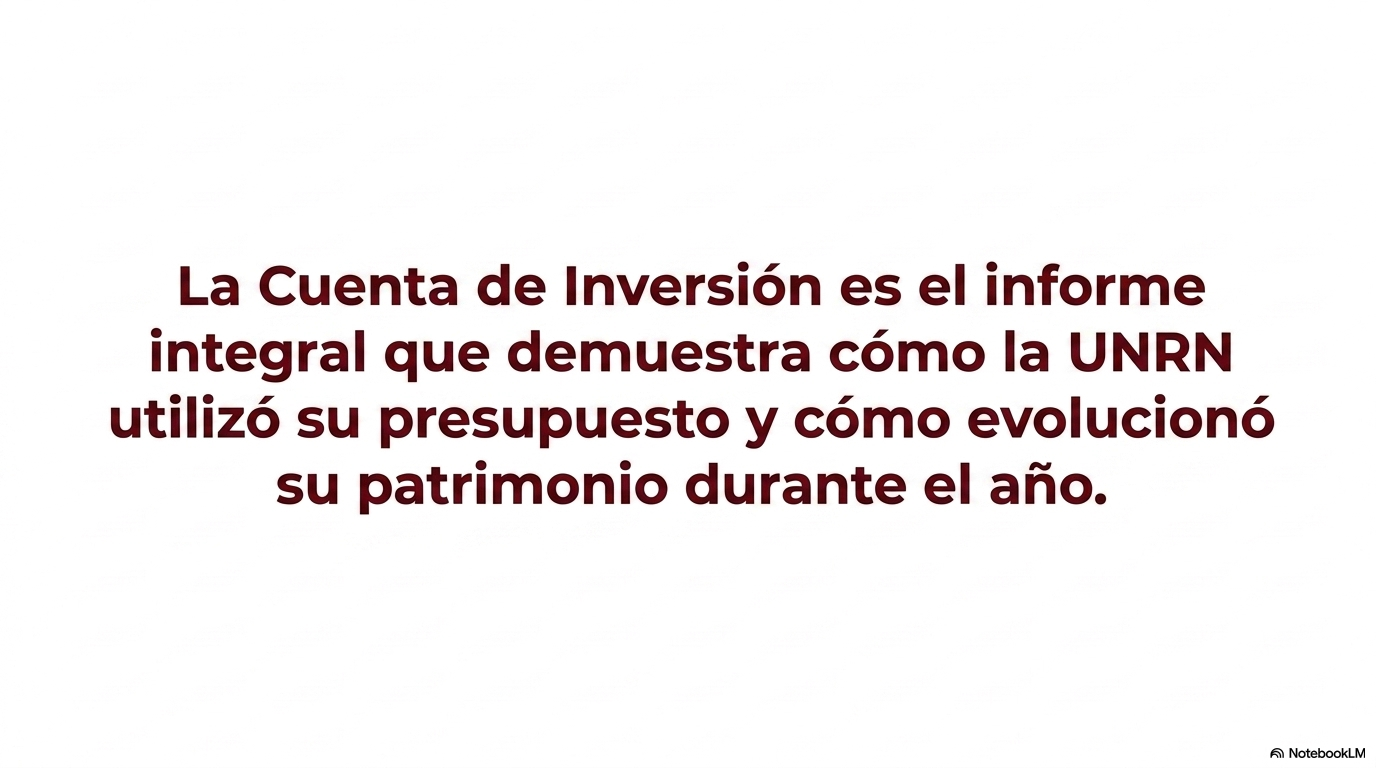 La Cuenta de Inversión es el informe
integral que demuestra cómo la UNRN
utilizó su presupuesto y cómo evolucionó
su patrimonio durante el año.
NotebookLM